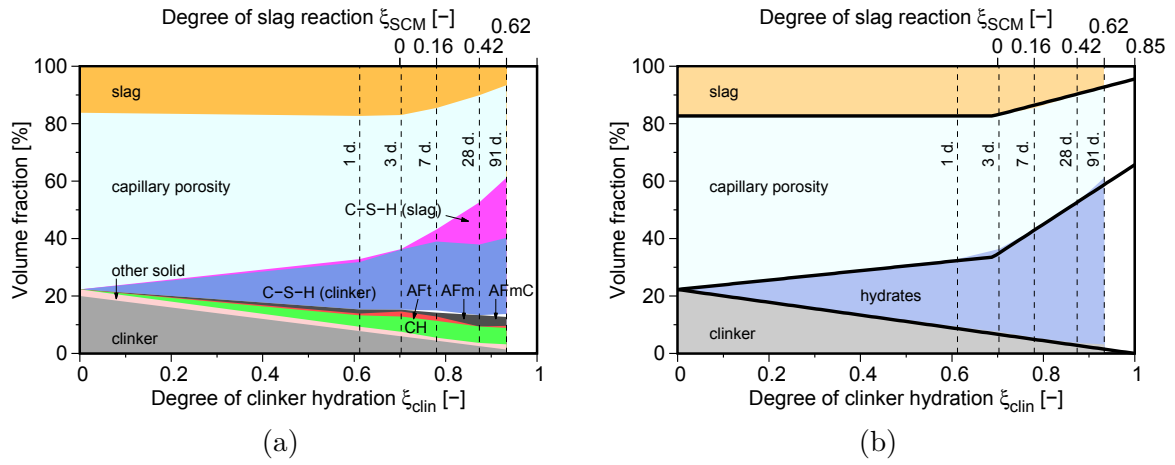 Degree of slag reaction ξSCM [−]
0 0.16 0.42 0.62
100
80
60
40
20
0
Volume fraction [%]
slag
capillary porosity
C−S−H (slag)
other solid
C−S−H (clinker)
AFt AFm AFmC
CH
clinker
1 d.
3 d.
7 d.
28 d.
91 d.
0 0.2 0.4 0.6 0.8 1
Degree of clinker hydration ξclin [−]
(a)
Degree of slag reaction ξSCM [−]
0 0.16 0.42 0.62 0.85
100
80
60
40
20
0
Volume fraction [%]
slag
capillary porosity
hydrates
clinker
1 d.
3 d.
7 d.
28 d.
91 d.
0 0.2 0.4 0.6 0.8 1
Degree of clinker hydration ξclin [−]
(b)